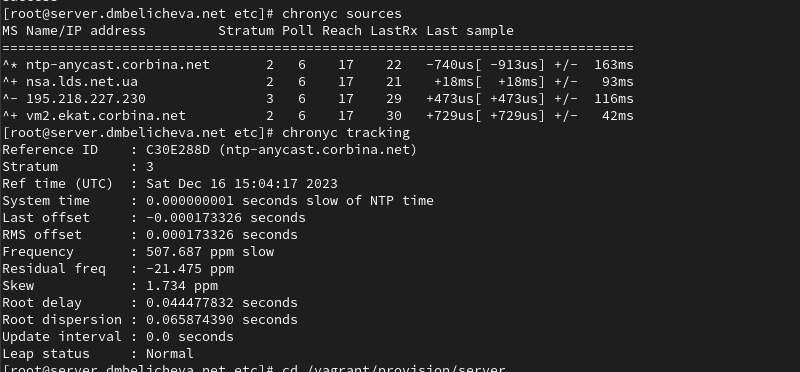 success
[root@server.dmbelicheva.net etc]# chronyc sources
MS Name/IP address         Stratum Poll Reach LastRx Last sample
===============================================================================
^* ntp-anycast.corbina.net       2   6    17    22   -740us[ -913us] +/-  163ms
^+ nsa.lds.net.ua                2   6    17    21    +18ms[  +18ms] +/-   93ms
^- 195.218.227.230               3   6    17    29   +473us[ +473us] +/-  116ms
^+ vm2.ekat.corbina.net          2   6    17    30   +729us[ +729us] +/-   42ms
[root@server.dmbelicheva.net etc]# chronyc tracking
Reference ID    : C30E288D (ntp-anycast.corbina.net)
Stratum         : 3
Ref time (UTC)  : Sat Dec 16 15:04:17 2023
System time     : 0.000000001 seconds slow of NTP time
Last offset     : -0.000173326 seconds
RMS offset      : 0.000173326 seconds
Frequency       : 507.687 ppm slow
Residual freq   : -21.475 ppm
Skew            : 1.734 ppm
Root delay      : 0.044477832 seconds
Root dispersion : 0.065874390 seconds
Update interval : 0.0 seconds
Leap status     : Normal
[root@server.dmbelicheva.net etc]# cd /vagrant/provision/server